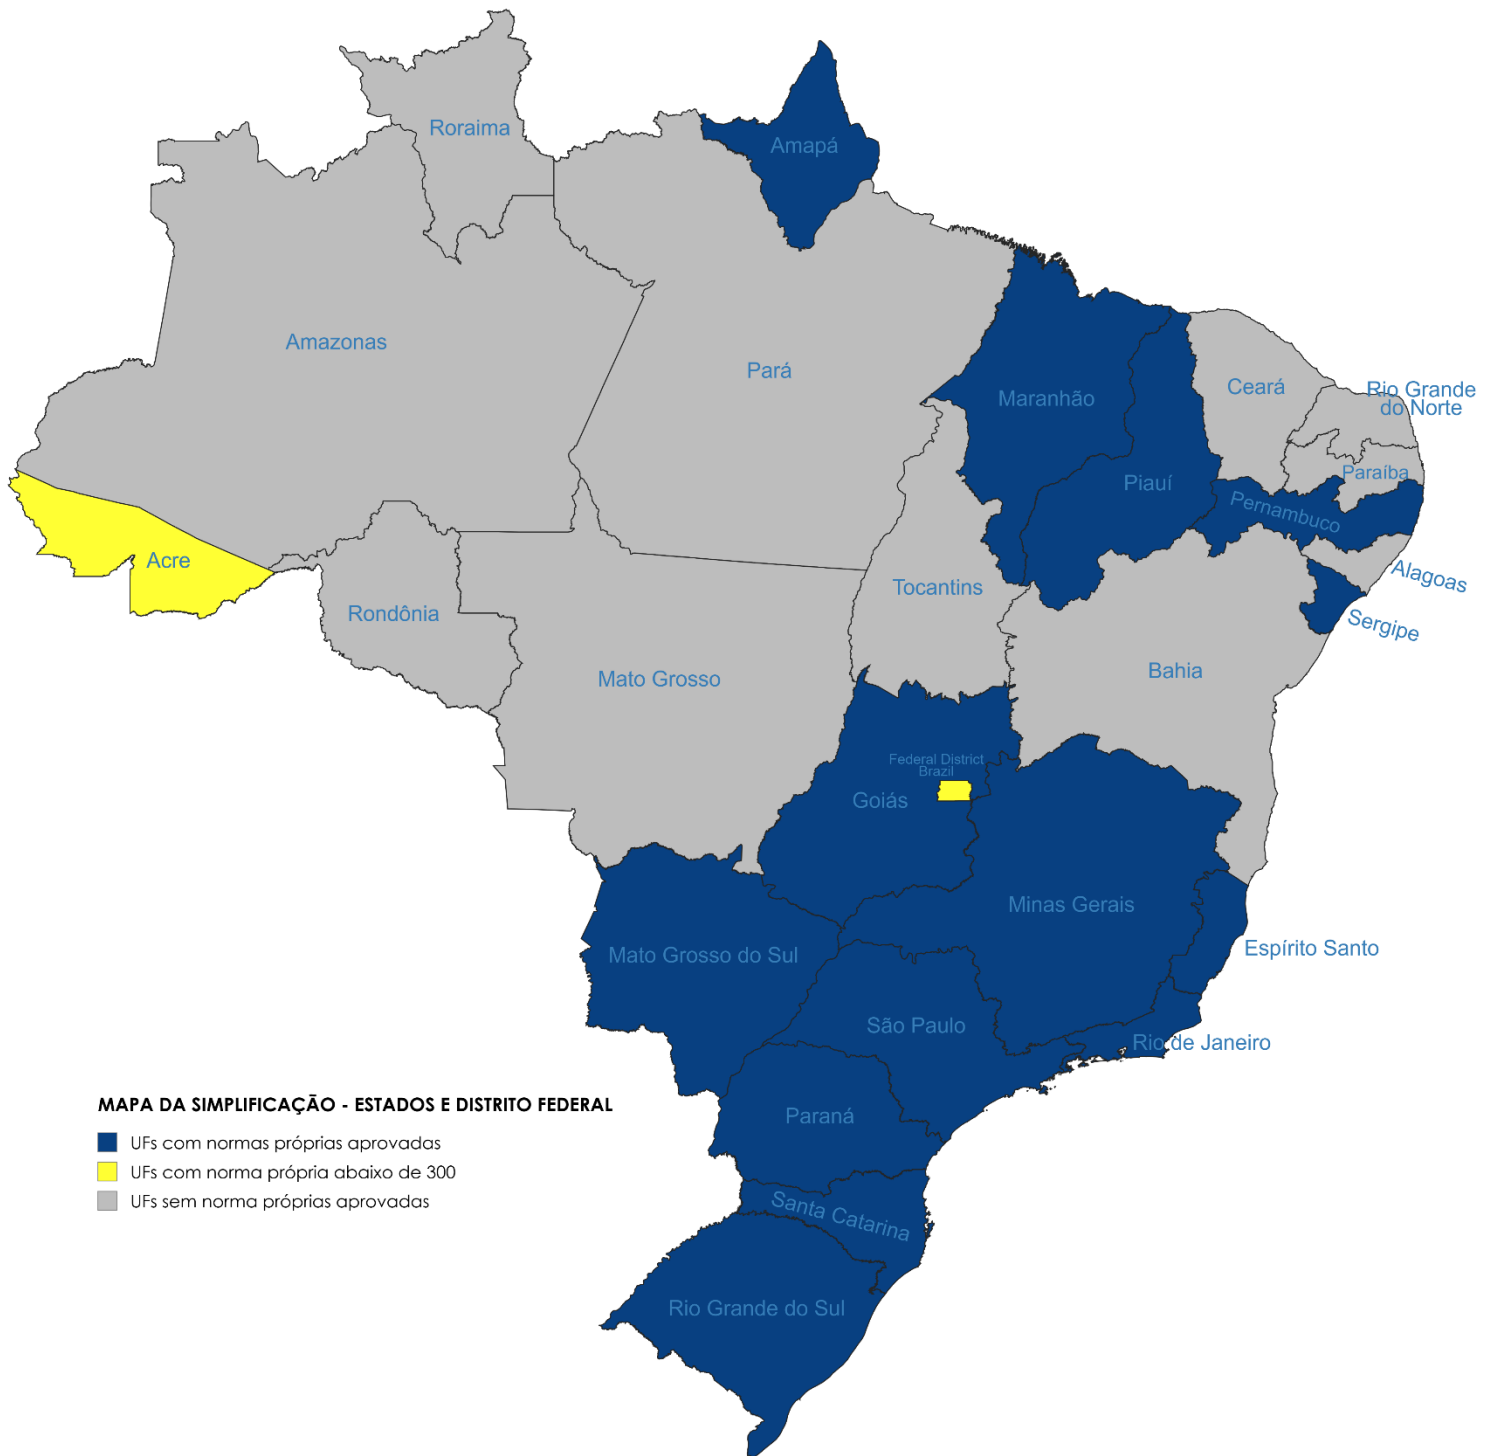 Roraima
Amapá
Amazonas
Pará
Maranhão
Ceará
Rio Grande
do Norte
Paraíba
Piauí
Pernambuco
Acre
Alagoas
Tocantins
Rondônia
Sergipe
Bahia
Mato Grosso
Federal District
Brazil
Goiás
Minas Gerais
Espírito Santo
Mato Grosso do Sul
São Paulo
Rio de Janeiro
Paraná
Santa Catarina
Rio Grande do Sul
MAPA DA SIMPLIFICAÇÃO - ESTADOS E DISTRITO FEDERAL
UFs com normas próprias aprovadas
UFs com norma própria abaixo de 300
UFs sem norma próprias aprovadas